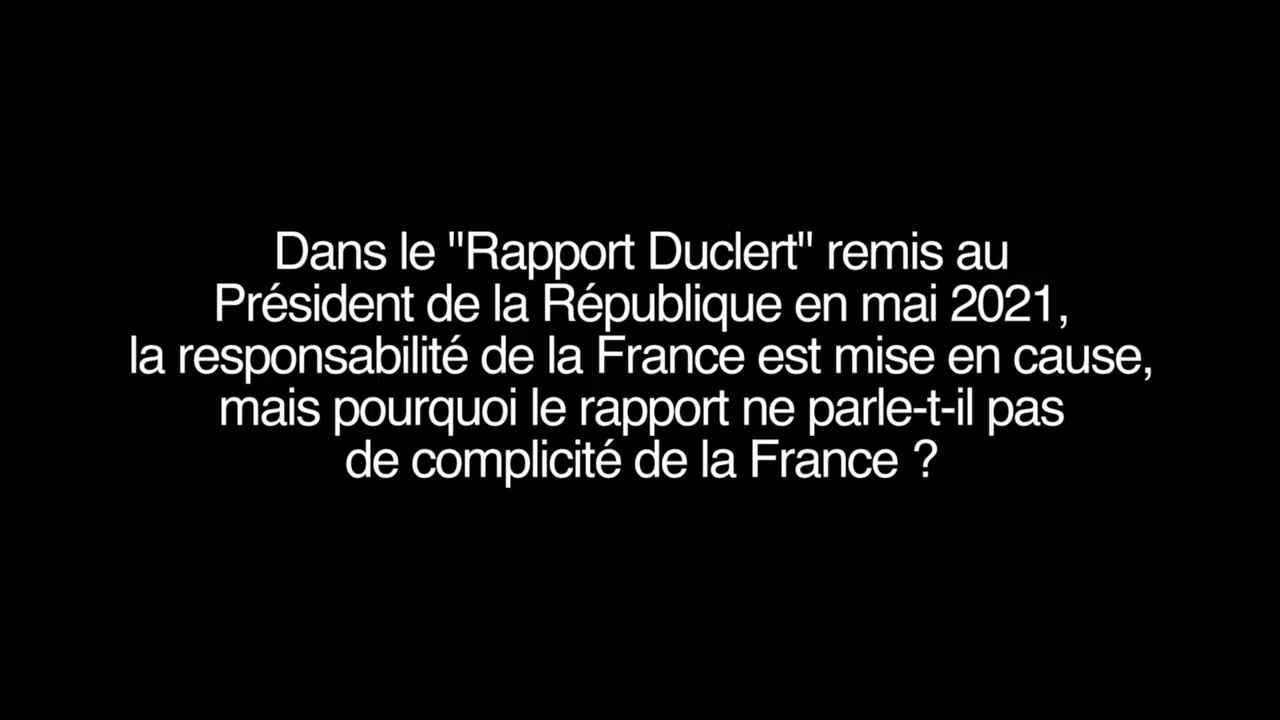 Dans le "Rapport Duclert" remis au
Président de la République en mai 2021,
la responsabilité de la France est mise en cause,
mais pourquoi le rapport ne parle-t-il pas
de complicité de la France ?